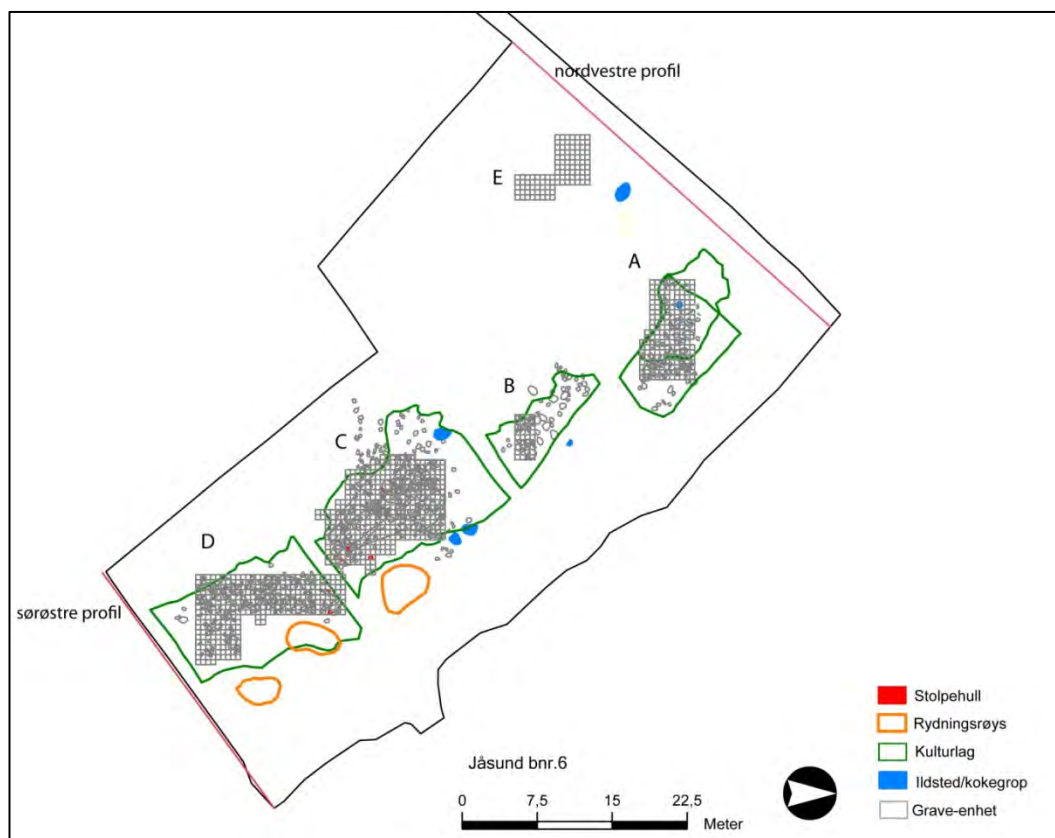 nordvestre profil
E
A
B
C
D
sørøstre profil
Stolpehull
Rydningsrøys
Kulturlag
Ildsted/kokegrop
Grave-enhet
Jåsund bnr.6
0 7,5 15 22,5
Meter